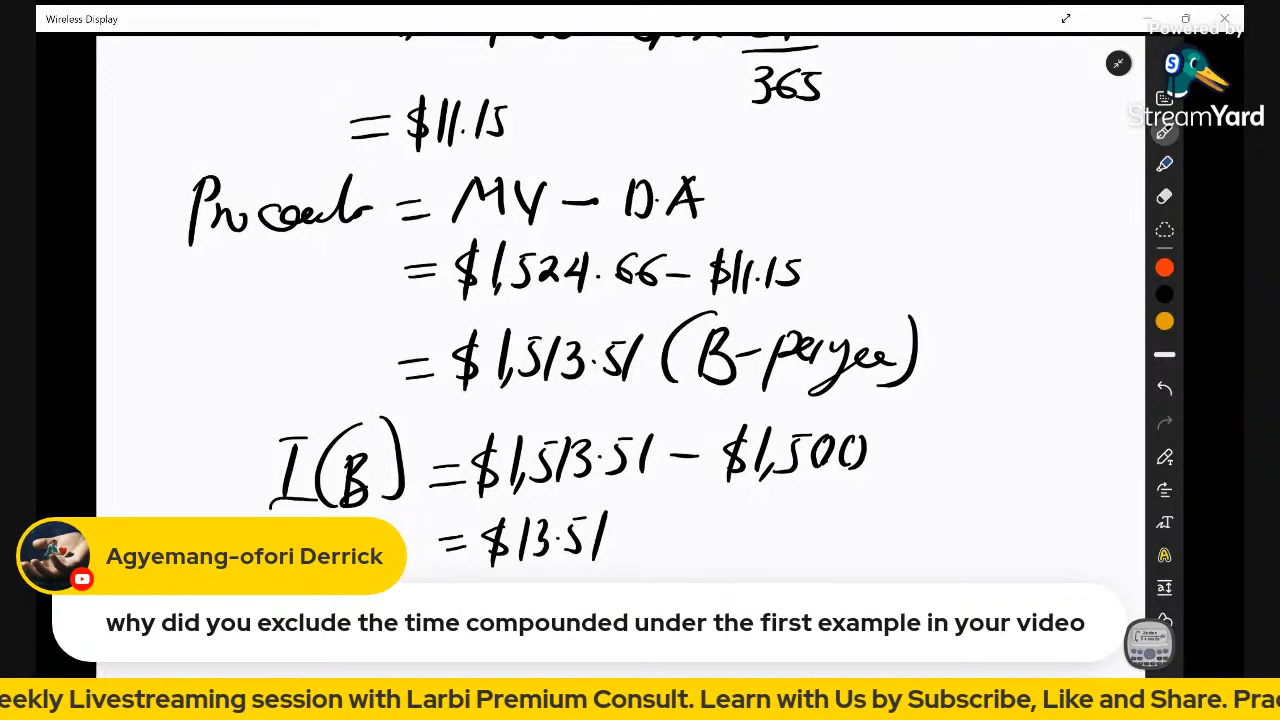 Wireless Display
Powered by
StreamYard
365
= $11.15
Proceeds = MV - D.A
= $1,524.66 - $11.15
= $1,513.51 (B-payee)
I(B) = $1,513.51 - $1,500
= $13.51
Agyemang-ofori Derrick
why did you exclude the time compounded under the first example in your video
eekly Livestreaming session with Larbi Premium Consult. Learn with Us by Subscribe, Like and Share. Prac